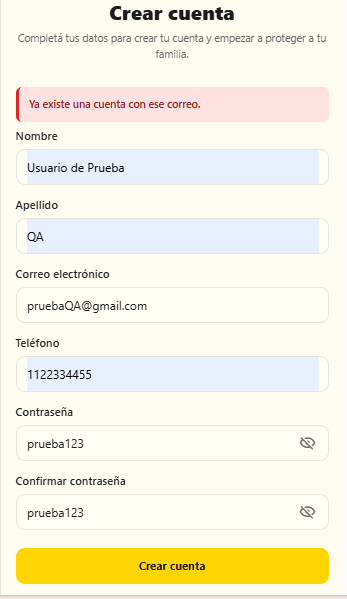 Crear cuenta
Completá tus datos para crear tu cuenta y empezar a proteger a tu
familia.
Ya existe una cuenta con ese correo.
Nombre
Usuario de Prueba
Apellido
QA
Correo electrónico
pruebaQA@gmail.com
Teléfono
1122334455
Contraseña
prueba123
Confirmar contraseña
prueba123
Crear cuenta